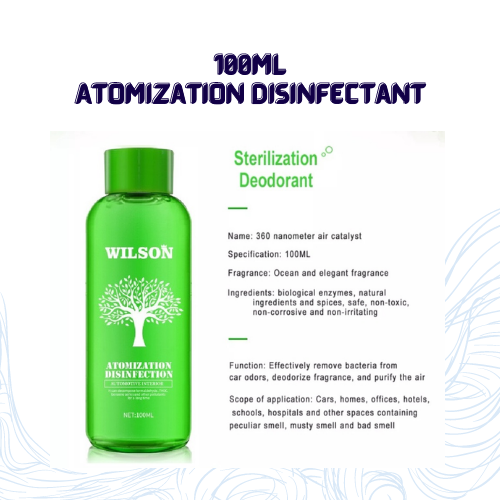 100ML
ATOMIZATION DISINFECTANT
Sterilization
Deodorant
Name: 360 nanometer air catalyst
Specification: 100ML
Fragrance: Ocean and elegant fragrance
Ingredients: biological enzymes, natural
ingredients and spices, safe, non-toxic,
non-corrosive and non-irritating
Function: Effectively remove bacteria from
car odors, deodorize fragrance, and purify the air
Scope of application: Cars, homes, offices, hotels,
schools, hospitals and other spaces containing
peculiar smell, musty smell and bad smell
WILSON
ATOMIZATION
DISINFECTION
AUTOMOTIVE INTERIOR
NET:100ML